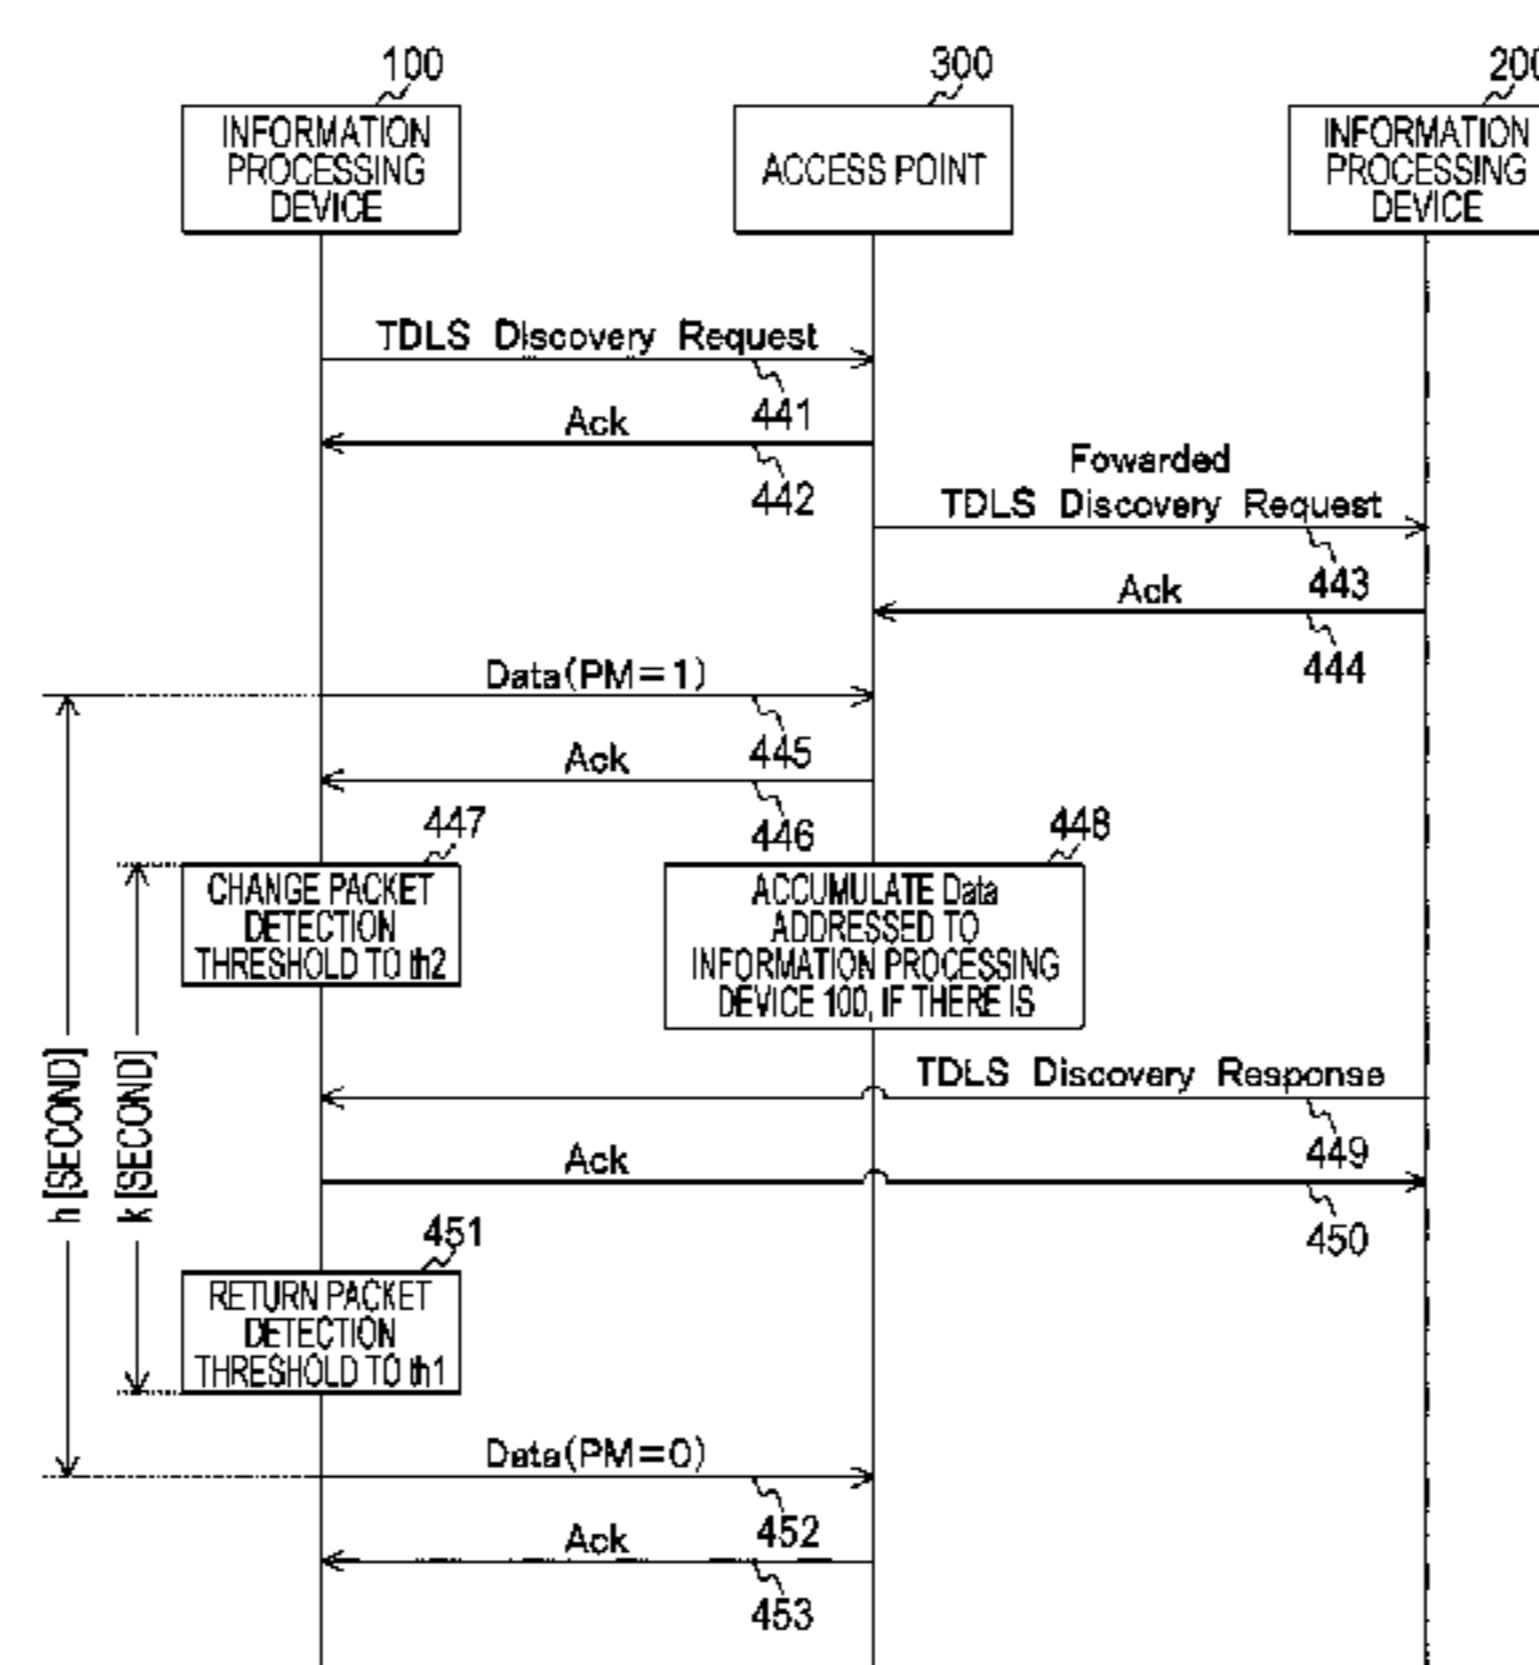 100
300
200
INFORMATION
PROCESSING
DEVICE
ACCESS POINT
INFORMATION
PROCESSING
DEVICE
TDLS Discovery Request
441
Ack
442
Fowarded
TDLS Discovery Request
443
Ack
444
Data(PM=1)
445
Ack
446
447
CHANGE PACKET
DETECTION
THRESHOLD TO th2
448
ACCUMULATE Data
ADDRESSED TO
INFORMATION PROCESSING
DEVICE 100, IF THERE IS
h [SECOND]
k [SECOND]
TDLS Discovery Response
449
Ack
450
451
RETURN PACKET
DETECTION
THRESHOLD TO th1
Data(PM=0)
452
Ack
453